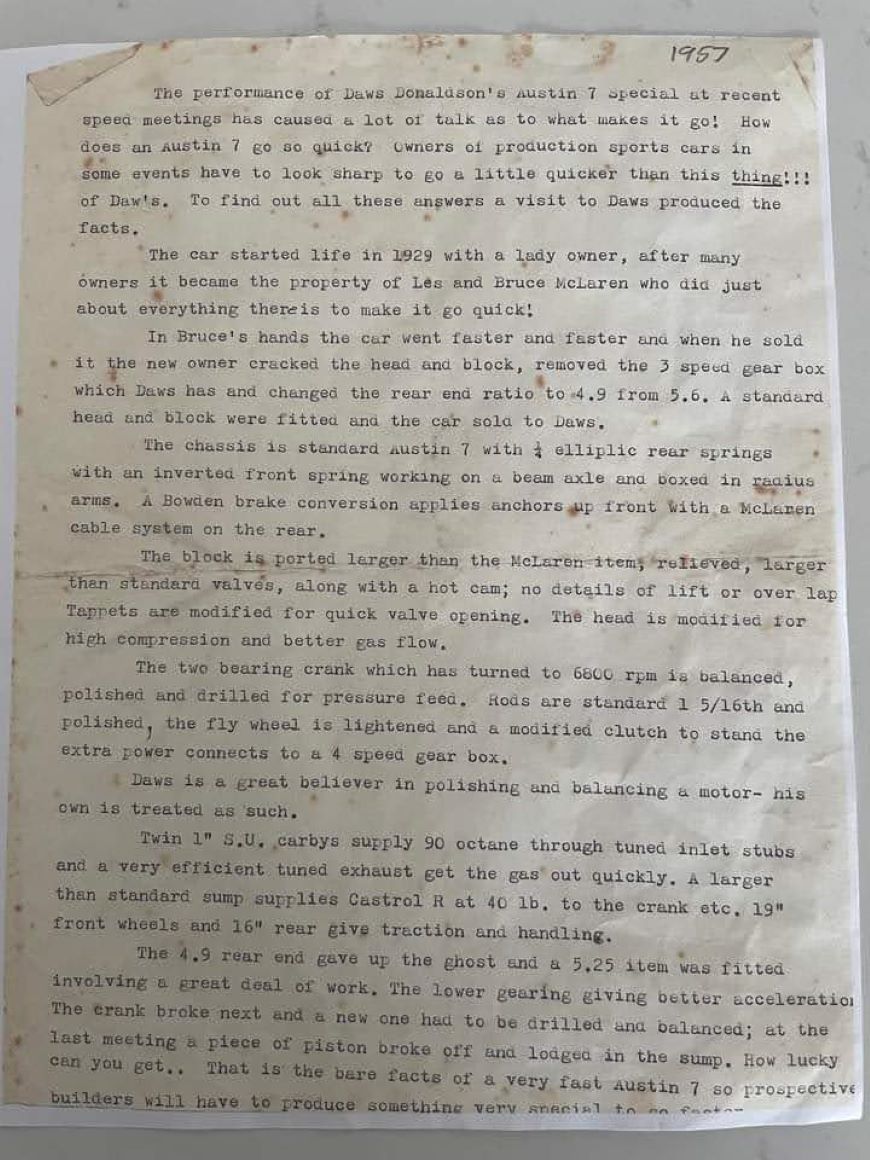 1957
The performance of Daws Donaldson's Austin 7 Special at recent
speed meetings has caused a lot of talk as to what makes it go!  How
does an Austin 7 go so quick?  Owners of production sports cars in
some events have to look sharp to go a little quicker than this thing!!!
of Daw's.  To find out all these answers a visit to Daws produced the
facts.
The car started life in 1929 with a lady owner, after many
owners it became the property of Les and Bruce McLaren who did just
about everything thereis to make it go quick!
In Bruce's hands the car went faster and faster and when he sold
it the new owner cracked the head and block, removed the 3 speed gear box
which Daws has and changed the rear end ratio to 4.9 from 5.6. A standard
head and block were fitted and the car sold to Daws.
The chassis is standard Austin 7 with ¼ elliptic rear springs
with an inverted front spring working on a beam axle and boxed in radius
arms.  A Bowden brake conversion applies anchors up front with a McLaren
cable system on the rear.
The block is ported larger than the McLaren item, relieved, larger
than standard valves, along with a hot cam; no details of lift or over lap
Tappets are modified for quick valve opening.  The head is modified for
high compression and better gas flow.
The two bearing crank which has turned to 6800 rpm is balanced,
polished and drilled for pressure feed.  Rods are standard 1 5/16th and
polished, the fly wheel is lightened and a modified clutch to stand the
extra power connects to a 4 speed gear box.
Daws is a great believer in polishing and balancing a motor- his
own is treated as such.
Twin 1" S.U. carbys supply 90 octane through tuned inlet stubs
and a very efficient tuned exhaust get the gas out quickly. A larger
than standard sump supplies Castrol R at 40 lb. to the crank etc. 19"
front wheels and 16" rear give traction and handling.
The 4.9 rear end gave up the ghost and a 5.25 item was fitted
involving a great deal of work. The lower gearing giving better acceleration
The crank broke next and a new one had to be drilled and balanced; at the
last meeting a piece of piston broke off and lodged in the sump. How lucky
can you get..  That is the bare facts of a very fast Austin 7 so prospective
builders will have to produce something very special to go faster